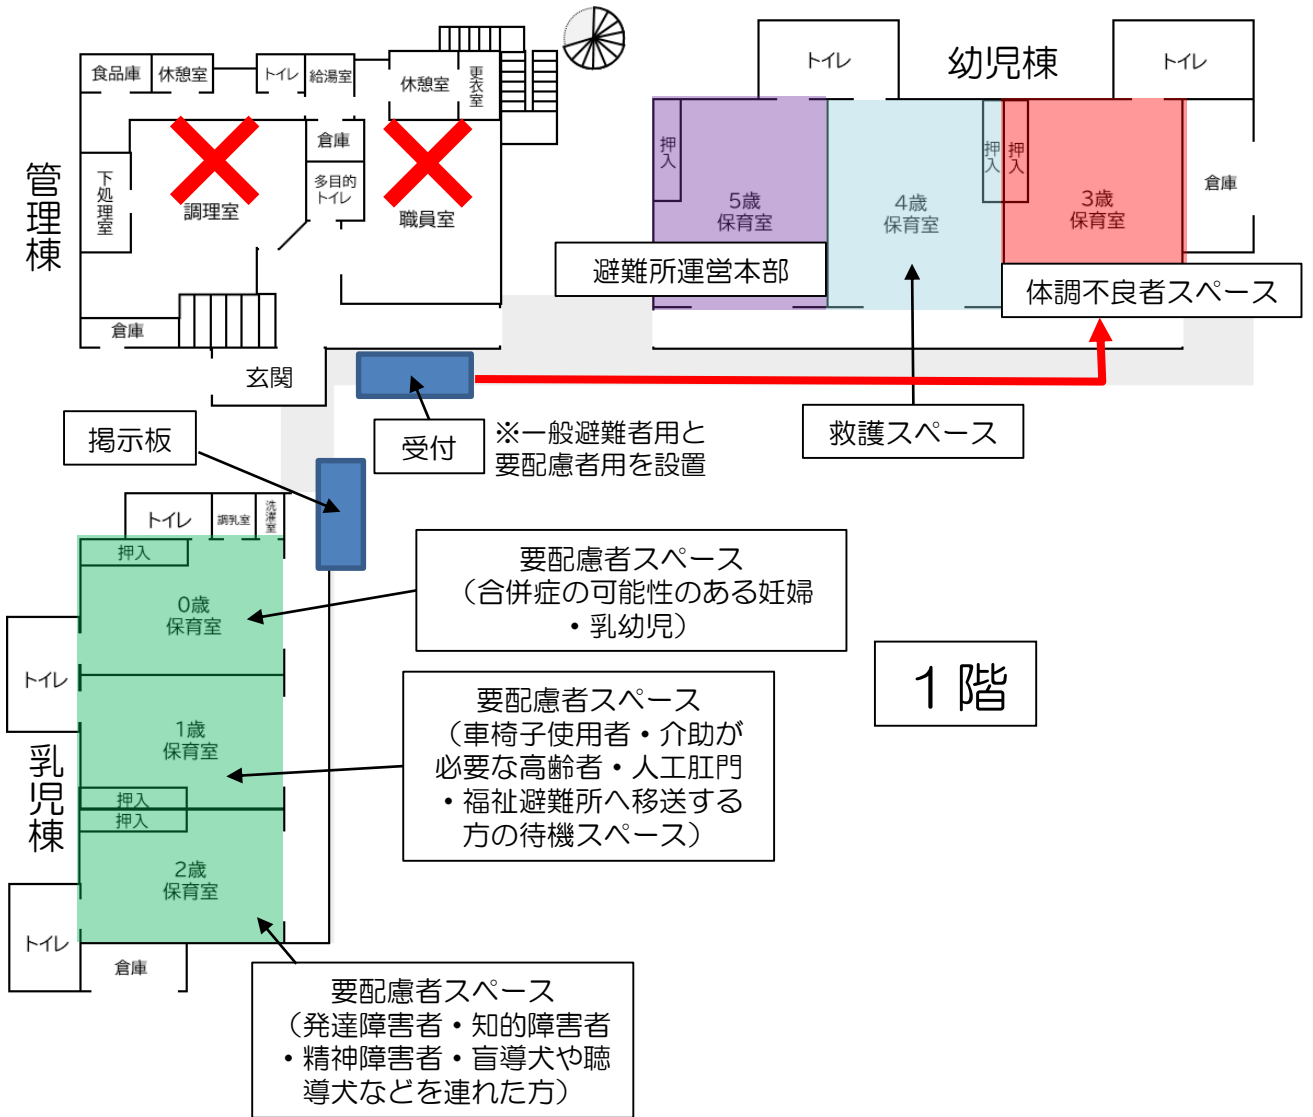 食品庫
休憩室
トイレ
給湯室
休憩室
更衣室
倉庫
多目的
トイレ
下処理室
調理室
職員室
管理棟
倉庫
玄関
トイレ
幼児棟
トイレ
押入
5歳
保育室
4歳
保育室
押入
押入
3歳
保育室
倉庫
避難所運営本部
体調不良者スペース
救護スペース
掲示板
受付
※一般避難者用と
要配慮者用を設置
トイレ
調乳室
洗濯室
押入
0歳
保育室
トイレ
1歳
保育室
押入
押入
乳児棟
2歳
保育室
トイレ
倉庫
要配慮者スペース
（合併症の可能性のある妊婦
・乳幼児）
要配慮者スペース
（車椅子使用者・介助が
必要な高齢者・人工肛門
・福祉避難所へ移送する
方の待機スペース）
要配慮者スペース
（発達障害者・知的障害者
・精神障害者・盲導犬や聴
導犬などを連れた方）
１階